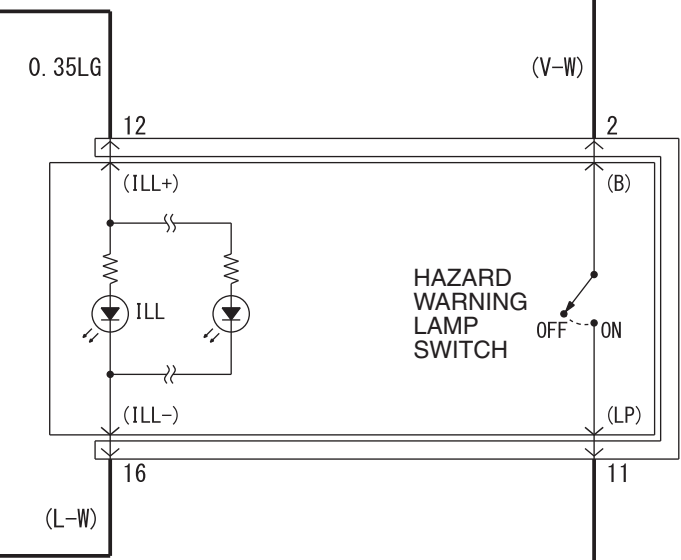 0.35LG
(V-W)
12
2
(ILL+)
(B)
HAZARD
WARNING
LAMP
SWITCH
ILL
OFF
ON
(ILL-)
(LP)
16
11
(L-W)